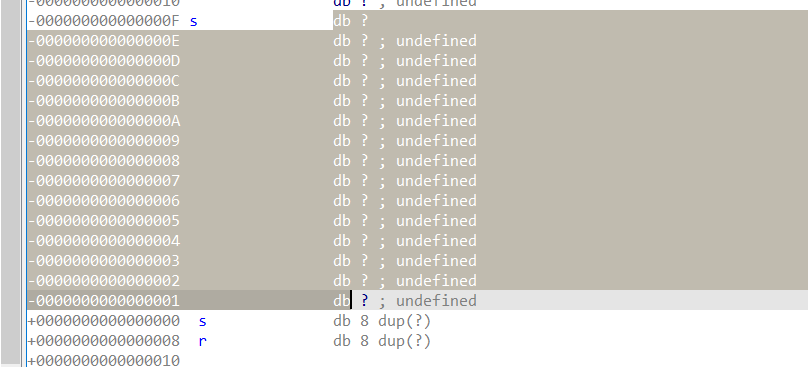 -0000000000000010 db ? ; undefined
-000000000000000F s db ?
-000000000000000E db ? ; undefined
-000000000000000D db ? ; undefined
-000000000000000C db ? ; undefined
-000000000000000B db ? ; undefined
-000000000000000A db ? ; undefined
-0000000000000009 db ? ; undefined
-0000000000000008 db ? ; undefined
-0000000000000007 db ? ; undefined
-0000000000000006 db ? ; undefined
-0000000000000005 db ? ; undefined
-0000000000000004 db ? ; undefined
-0000000000000003 db ? ; undefined
-0000000000000002 db ? ; undefined
-0000000000000001 db ? ; undefined
+0000000000000000 s db 8 dup(?)
+0000000000000008 r db 8 dup(?)
+0000000000000010